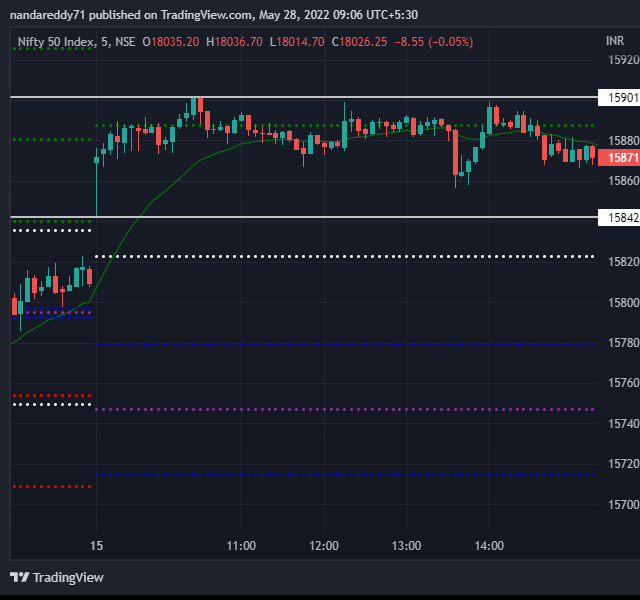 nandareddy71 published on TradingView.com, May 28, 2022 09:06 UTC+5:30
Nifty 50 Index, 5, NSE O18035.20 H18036.70 L18014.70 C18026.25 −8.55 (−0.05%)
INR
15920
15901
15880
15871
15860
15842
15820
15800
15780
15760
15740
15720
15700
15 11:00 12:00 13:00 14:00
TradingView